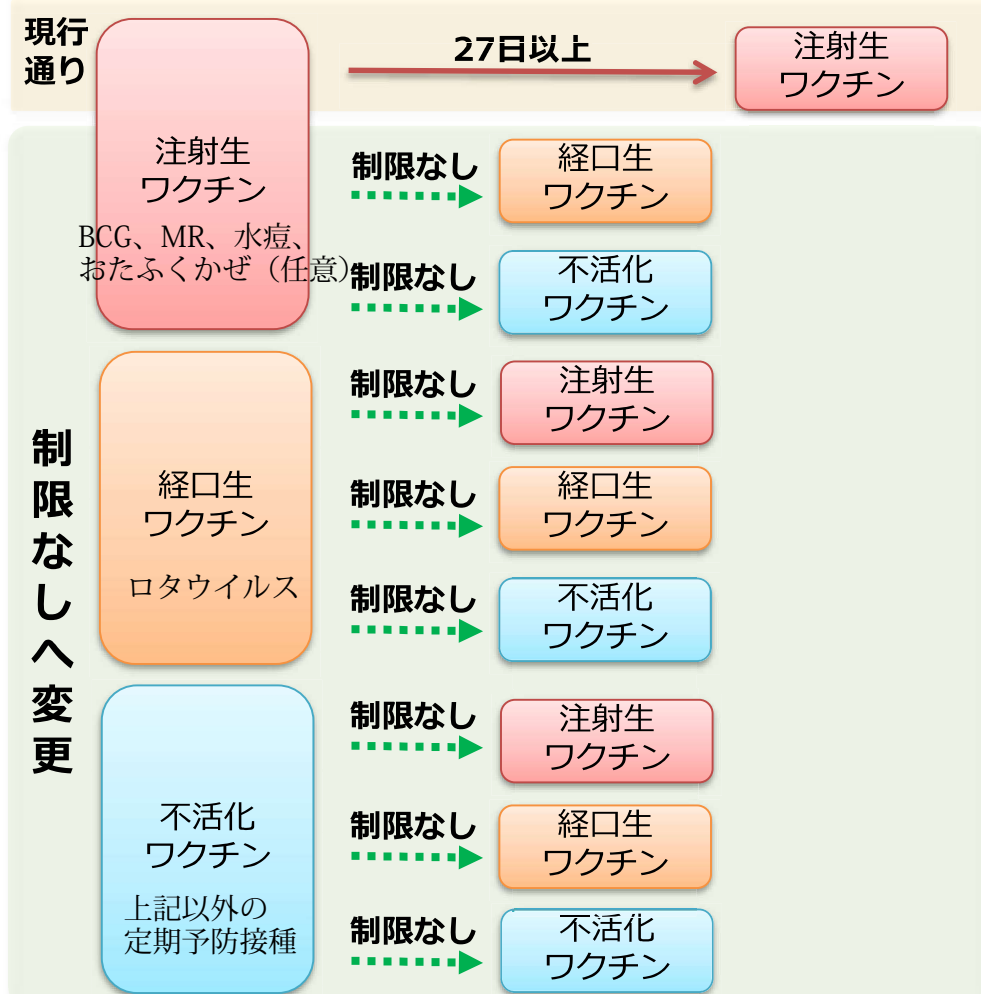 現行
通り
27日以上
注射生
ワクチン
注射生
ワクチン
BCG、MR、水痘、
おたふくかぜ（任意）
制限なし
経口生
ワクチン
制限なし
不活化
ワクチン
制限なしへ変更
経口生
ワクチン
ロタウイルス
制限なし
注射生
ワクチン
制限なし
経口生
ワクチン
制限なし
不活化
ワクチン
不活化
ワクチン
上記以外の
定期予防接種
制限なし
注射生
ワクチン
制限なし
経口生
ワクチン
制限なし
不活化
ワクチン